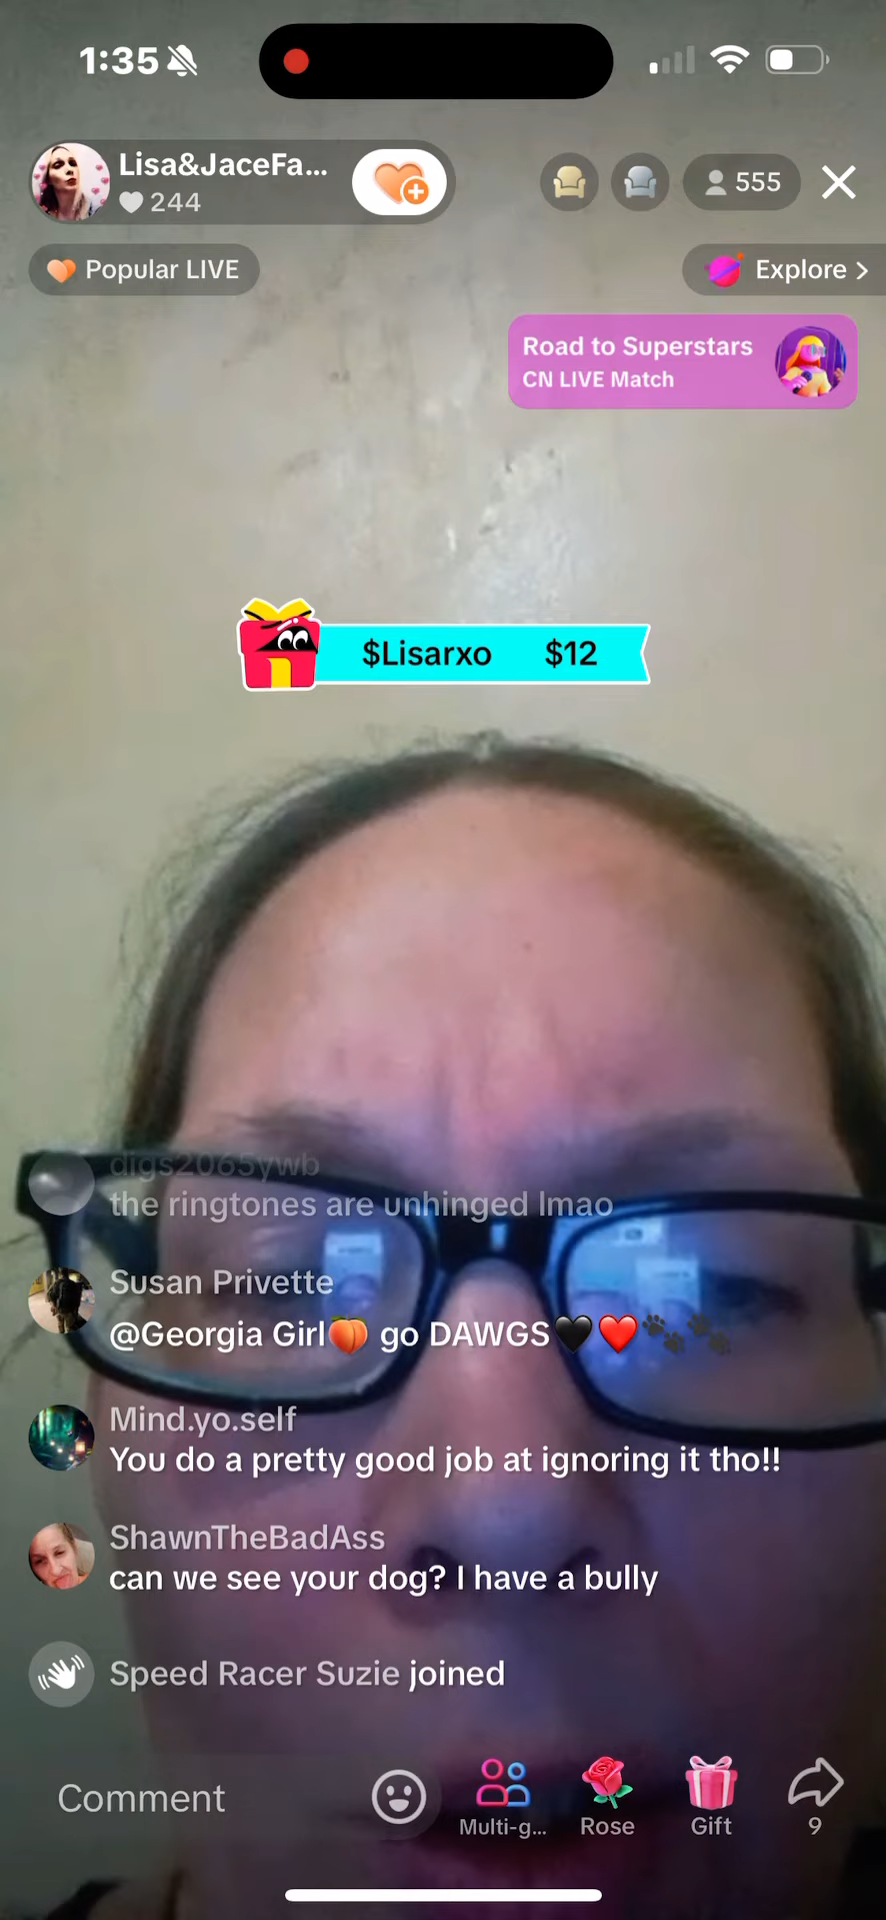 1:35
Lisa&JaceFa...
244
555
Popular LIVE
Explore >
Road to Superstars
CN LIVE Match
$Lisarxo $12
digs2065ywb
the ringtones are unhinged lmao
Susan Privette
@Georgia Girl🍑 go DAWGS🖤❤️🐾🐾
Mind.yo.self
You do a pretty good job at ignoring it tho!!
ShawnTheBadAss
can we see your dog? I have a bully
Speed Racer Suzie joined
Comment
Multi-g...
Rose
Gift
9